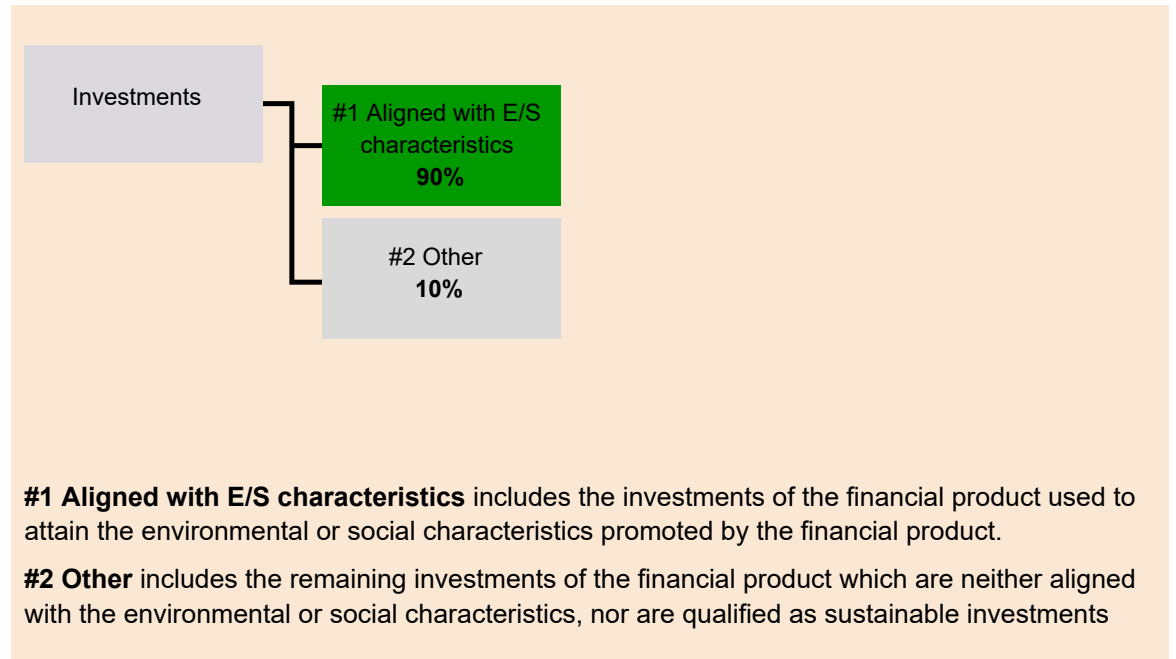 Investments
#1 Aligned with E/S
characteristics
90%
#2 Other
10%
#1 Aligned with E/S characteristics includes the investments of the financial product used to
attain the environmental or social characteristics promoted by the financial product.
#2 Other includes the remaining investments of the financial product which are neither aligned
with the environmental or social characteristics, nor are qualified as sustainable investments